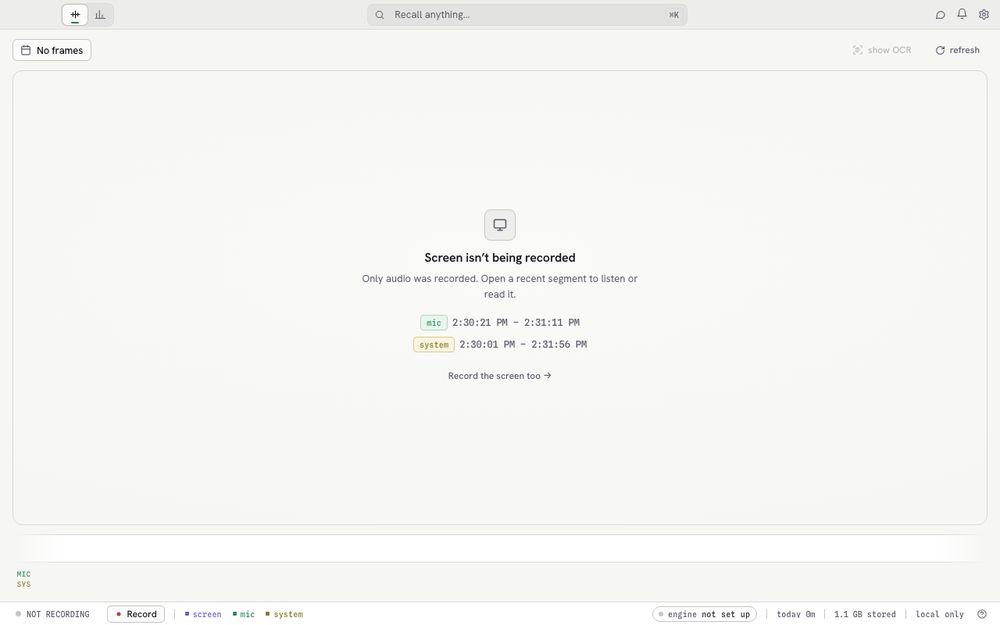 Recall anything...
⌘K
No frames
show OCR
refresh
Screen isn’t being recorded
Only audio was recorded. Open a recent segment to listen or
read it.
mic 2:30:21 PM – 2:31:11 PM
system 2:30:01 PM – 2:31:56 PM
Record the screen too →
MIC
SYS
NOT RECORDING Record screen mic system engine not set up today 0m 1.1 GB stored local only